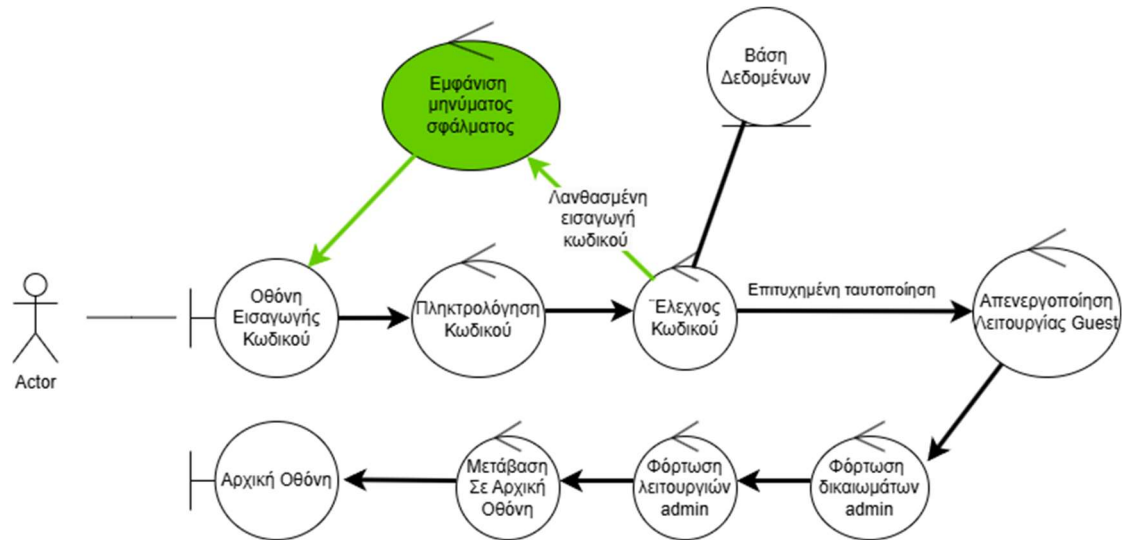 Βάση
Δεδομένων
Εμφάνιση
μηνύματος
σφάλματος
Λανθασμένη
εισαγωγή
κωδικού
Actor
Οθόνη
Εισαγωγής
Κωδικού
Πληκτρολόγηση
Κωδικού
Έλεγχος
Κωδικού
Επιτυχημένη ταυτοποίηση
Απενεργοποίηση
Λειτουργίας Guest
Αρχική Οθόνη
Μετάβαση
Σε Αρχική
Οθόνη
Φόρτωση
λειτουργιών
admin
Φόρτωση
δικαιωμάτων
admin